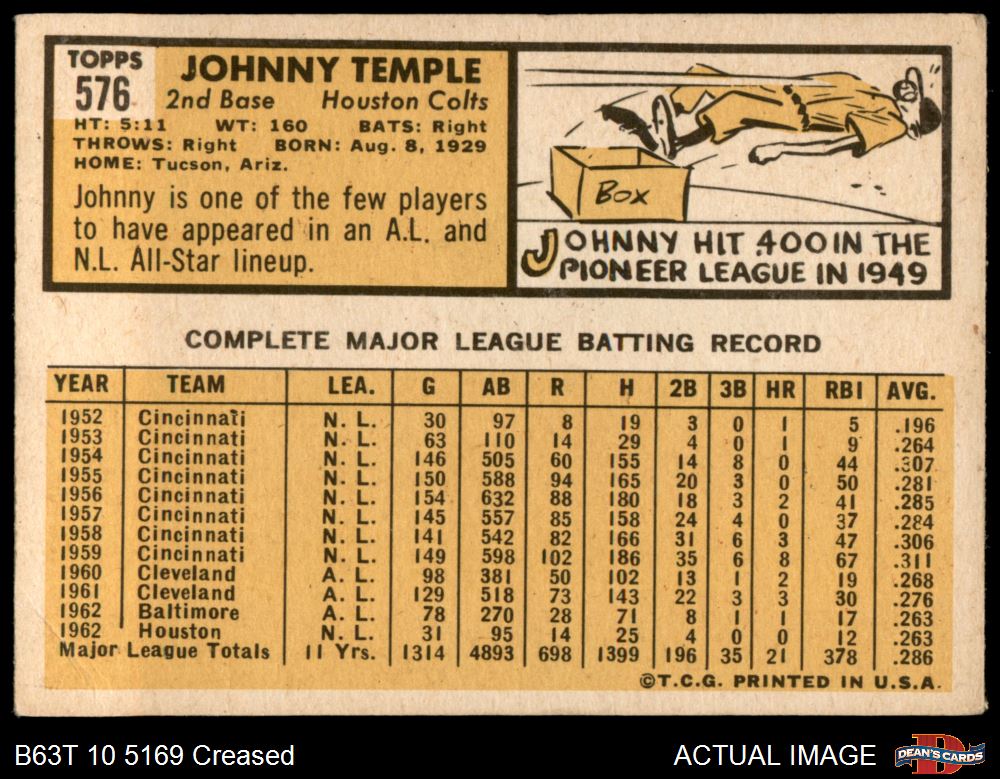 TOPPS
576
JOHNNY TEMPLE
2nd Base Houston Colts
HT: 5:11 WT: 160 BATS: Right
THROWS: Right BORN: Aug. 8, 1929
HOME: Tucson, Ariz.
Johnny is one of the few players
to have appeared in an A.L. and
N.L. All-Star lineup.
BOX
JOHNNY HIT .400 IN THE
PIONEER LEAGUE IN 1949
COMPLETE MAJOR LEAGUE BATTING RECORD
YEAR TEAM LEA. G AB R H 2B 3B HR RBI AVG.
1952 Cincinnati N. L. 30 97 8 19 3 0 1 5 .196
1953 Cincinnati N. L. 63 110 14 29 4 0 1 9 .264
1954 Cincinnati N. L. 146 505 60 155 14 8 0 44 .307
1955 Cincinnati N. L. 150 588 94 165 20 3 0 50 .281
1956 Cincinnati N. L. 154 632 88 180 18 3 2 41 .285
1957 Cincinnati N. L. 145 557 85 158 24 4 0 37 .284
1958 Cincinnati N. L. 141 542 82 166 31 6 3 47 .306
1959 Cincinnati N. L. 149 598 102 186 35 6 8 67 .311
1960 Cleveland A. L. 98 381 50 102 13 1 2 19 .268
1961 Cleveland A. L. 129 518 73 143 22 3 3 30 .276
1962 Baltimore A. L. 78 270 28 71 8 1 1 17 .263
1962 Houston N. L. 31 95 14 25 4 0 0 12 .263
Major League Totals 11 Yrs. 1314 4893 698 1399 196 35 21 378 .286
©T.C.G. PRINTED IN U.S.A.
B63T 10 5169 Creased
ACTUAL IMAGE
D
DEAN'S CARDS